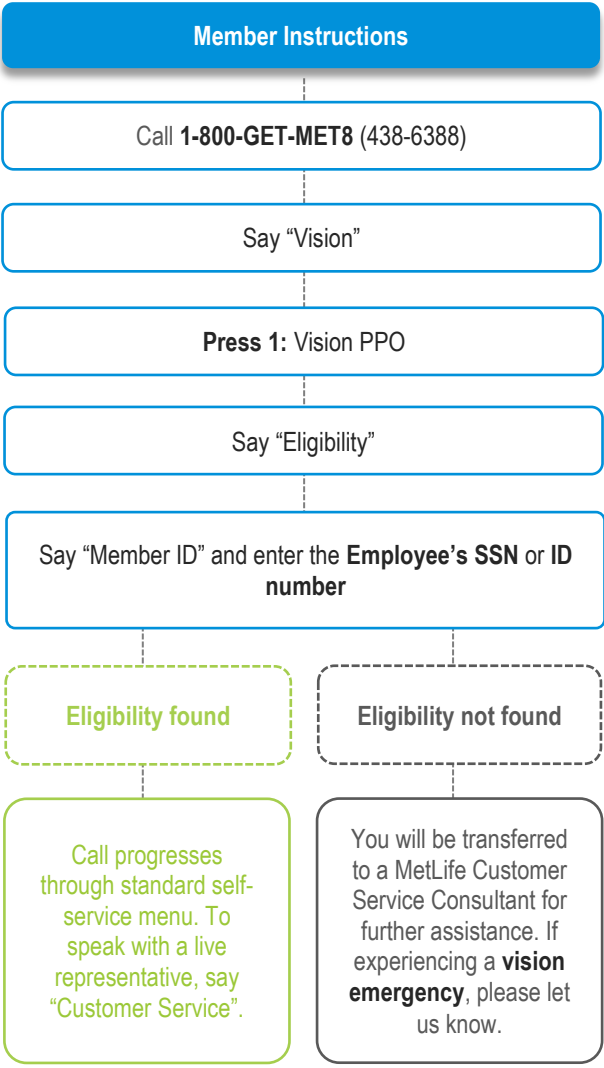 Member Instructions
Call 1-800-GET-MET8 (438-6388)
Say “Vision”
Press 1: Vision PPO
Say “Eligibility”
Say “Member ID” and enter the Employee’s SSN or ID
number
Eligibility found
Eligibility not found
Call progresses
through standard self-
service menu. To
speak with a live
representative, say
“Customer Service”.
You will be transferred
to a MetLife Customer
Service Consultant for
further assistance. If
experiencing a vision
emergency, please let
us know.